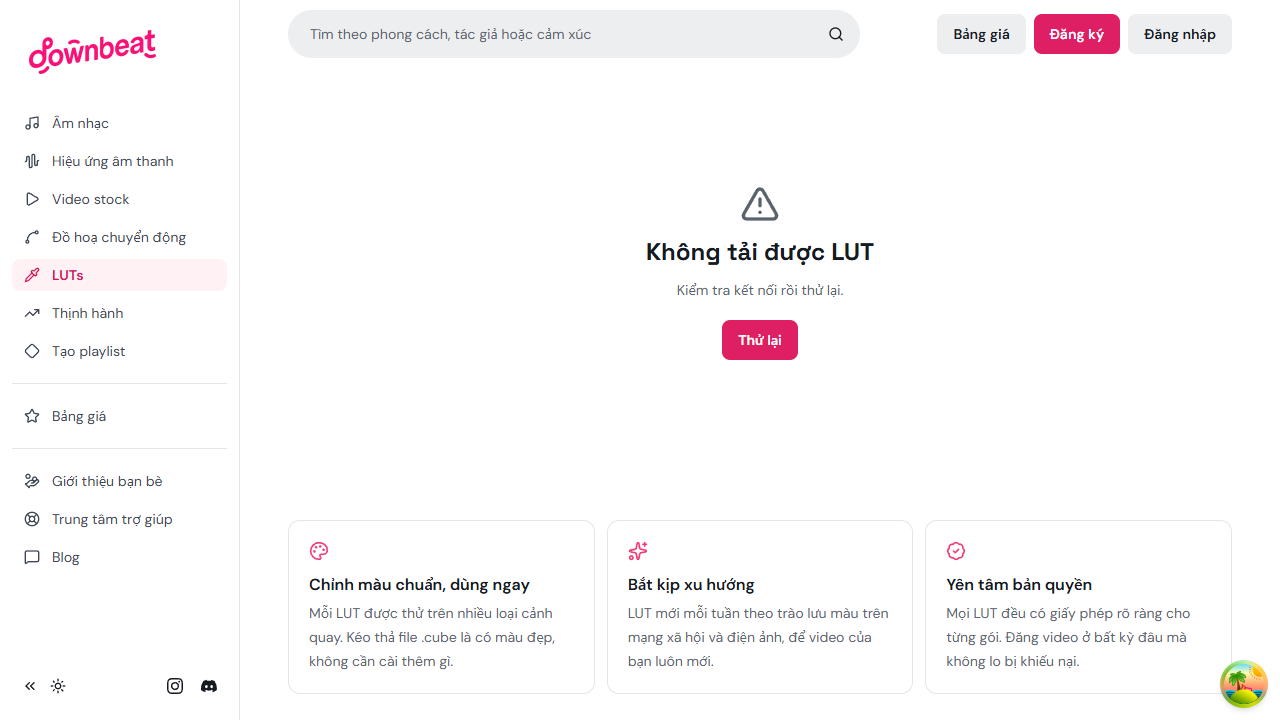 downbeat
Tìm theo phong cách, tác giả hoặc cảm xúc
Bảng giá
Đăng ký
Đăng nhập
Âm nhạc
Hiệu ứng âm thanh
Video stock
Đồ hoạ chuyển động
LUTs
Thịnh hành
Tạo playlist
Bảng giá
Giới thiệu bạn bè
Trung tâm trợ giúp
Blog
Không tải được LUT
Kiểm tra kết nối rồi thử lại.
Thử lại
Chỉnh màu chuẩn, dùng ngay
Mỗi LUT được thử trên nhiều loại cảnh
quay. Kéo thả file .cube là có màu đẹp,
không cần cài thêm gì.
Bắt kịp xu hướng
LUT mới mỗi tuần theo trào lưu màu trên
mạng xã hội và điện ảnh, để video của
bạn luôn mới.
Yên tâm bản quyền
Mọi LUT đều có giấy phép rõ ràng cho
từng gói. Đăng video ở bất kỳ đâu mà
không lo bị khiếu nại.